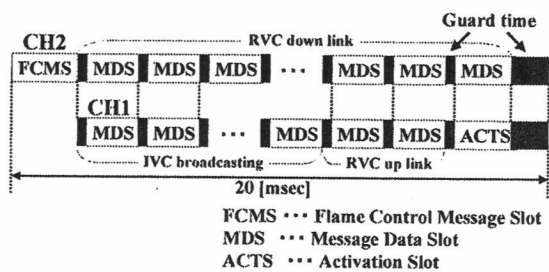 Guard time
CH2
RVC down link
FCMS MDS MDS MDS ··· MDS MDS MDS
CH1
MDS MDS ··· MDS MDS MDS ACTS
IVC broadcasting
RVC up link
20 [msec]
FCMS ··· Flame Control Message Slot
MDS ··· Message Data Slot
ACTS ··· Activation Slot